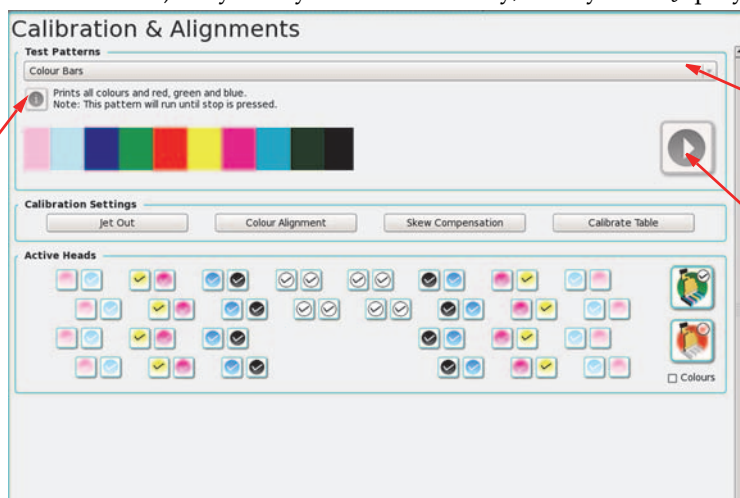 Calibration & Alignments
Test Patterns
Colour Bars
Prints all colours and red, green and blue.
Note: This pattern will run until stop is pressed.
Calibration Settings
Jet Out
Colour Alignment
Skew Compensation
Calibrate Table
Active Heads
Colours